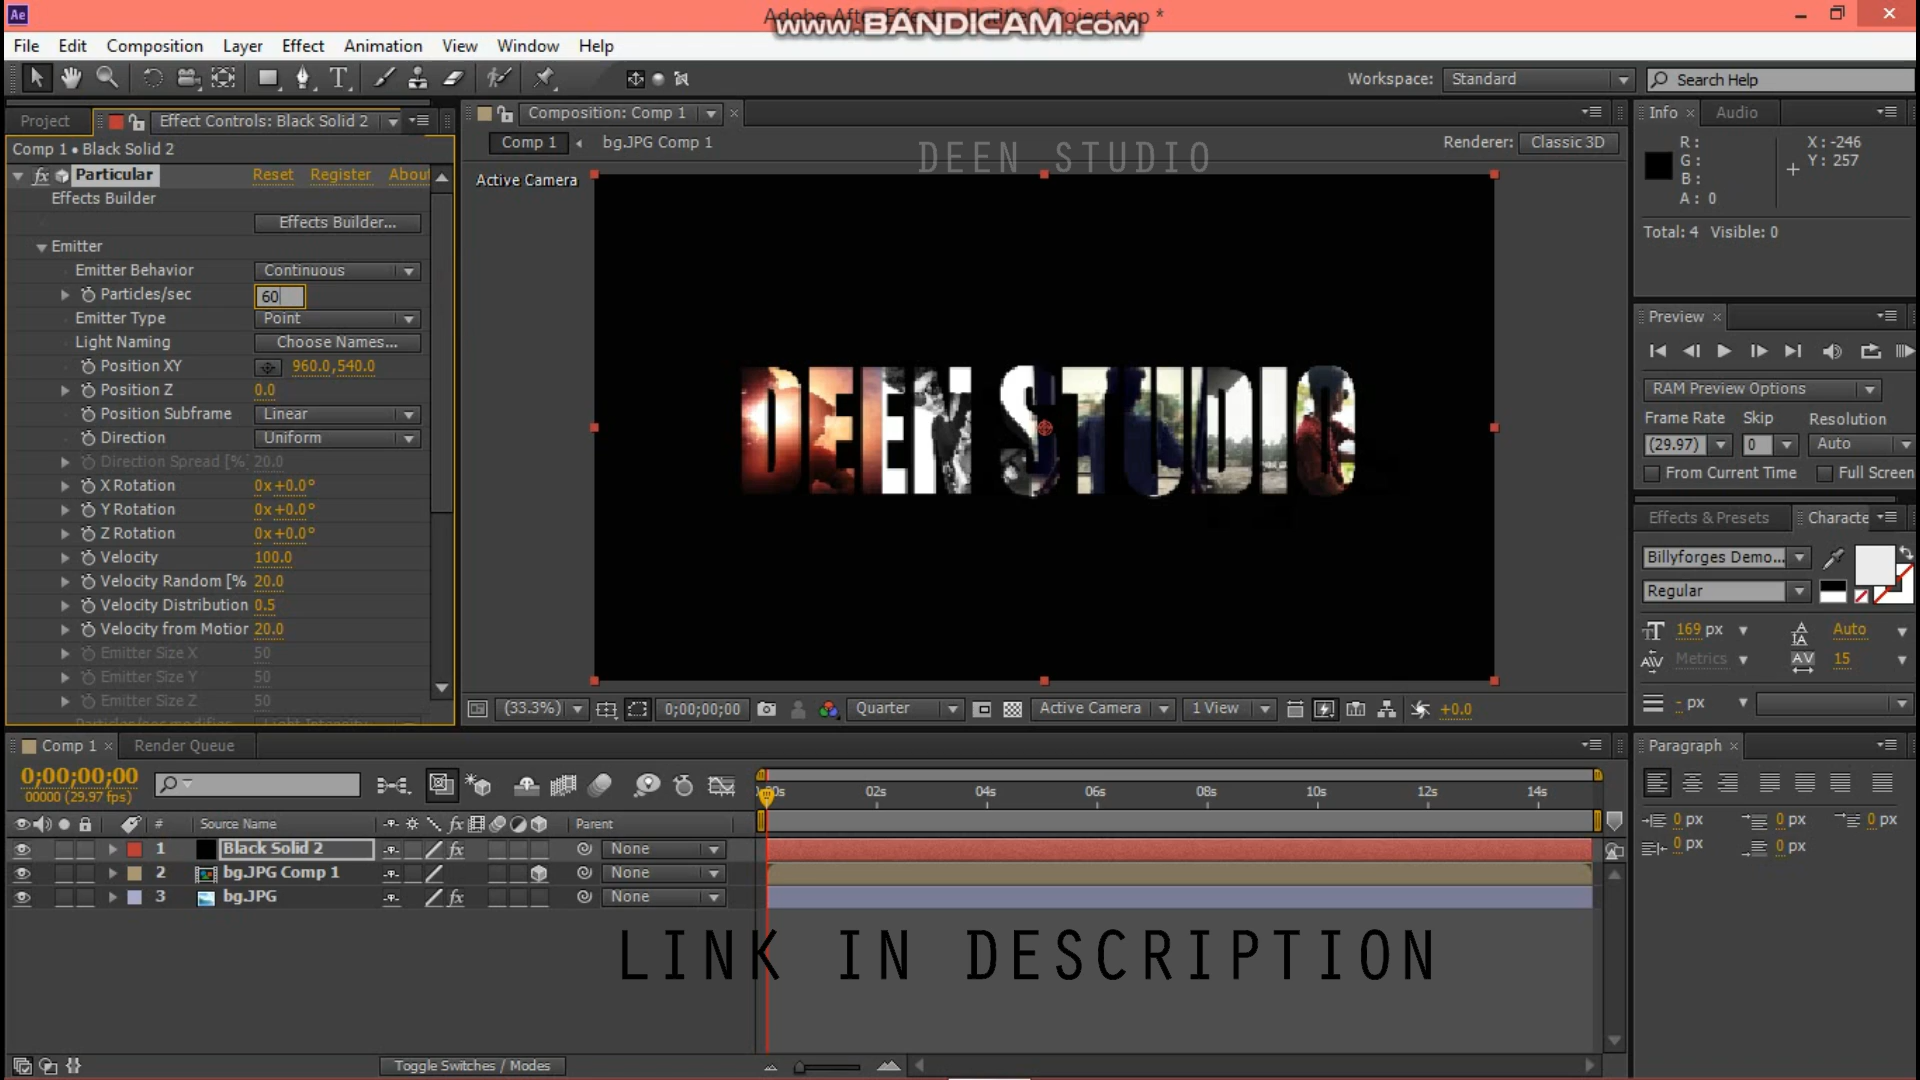 Ae
www.BANDICAM.com
File Edit Composition Layer Effect Animation View Window Help
Workspace: Standard
Search Help
Project
Effect Controls: Black Solid 2
Composition: Comp 1
Info
Audio
Comp 1 • Black Solid 2
Comp 1
bg.JPG Comp 1
Renderer: Classic 3D
DEEN STUDIO
Active Camera
fx Particular Reset Register About
Effects Builder
Effects Builder...
Emitter
Emitter Behavior Continuous
Particles/sec 60
Emitter Type Point
Light Naming Choose Names...
Position XY 960.0,540.0
Position Z 0.0
Position Subframe Linear
Direction Uniform
Direction Spread [%] 20.0
X Rotation 0x+0.0°
Y Rotation 0x+0.0°
Z Rotation 0x+0.0°
Velocity 100.0
Velocity Random [% 20.0
Velocity Distribution 0.5
Velocity from Motior 20.0
Emitter Size X 50
Emitter Size Y 50
Emitter Size Z 50
DEEN STUDIO
(33.3%) 0;00;00;00 Quarter Active Camera 1 View +0.0
R: X: -246
G: Y: 257
B:
A: 0
Total: 4 Visible: 0
Preview
RAM Preview Options
Frame Rate Skip Resolution
(29.97) 0 Auto
From Current Time Full Screen
Effects & Presets Characte
Billyforges Demo...
Regular
169 px Auto
Metrics 15
- px
Comp 1
Render Queue
0;00;00;00
00000 (29.97 fps)
02s 04s 06s 08s 10s 12s 14s
# Source Name fx Parent
1 Black Solid 2 fx None
2 bg.JPG Comp 1 None
3 bg.JPG fx None
LINK IN DESCRIPTION
Toggle Switches / Modes
Paragraph
0 px 0 px 0 px
0 px 0 px